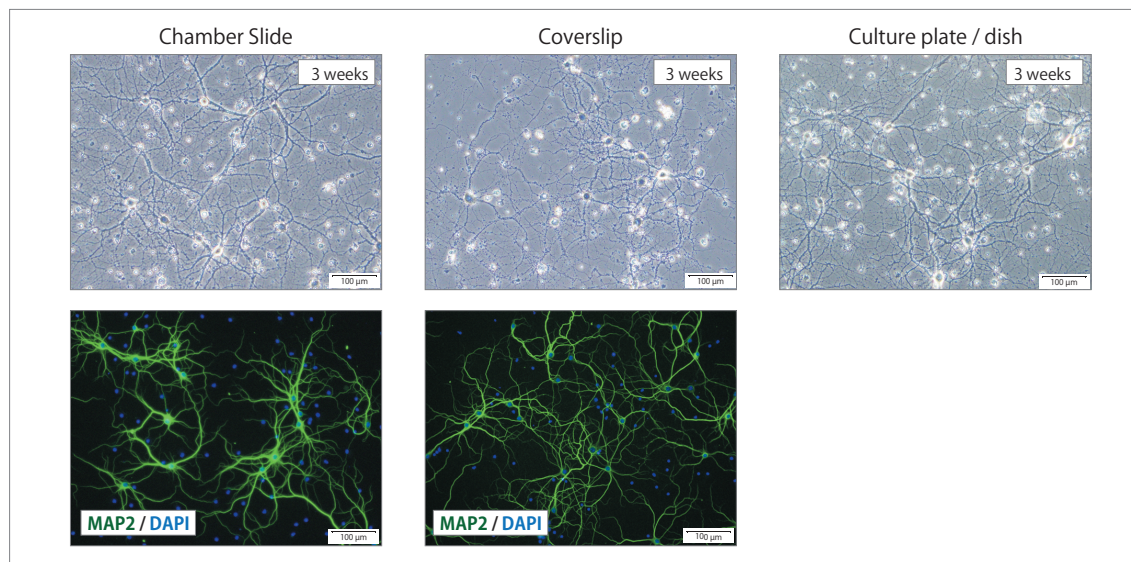 Chamber Slide
Coverslip
Culture plate / dish
3 weeks
3 weeks
3 weeks
100 µm
100 µm
100 µm
MAP2 / DAPI
100 µm
MAP2 / DAPI
100 µm